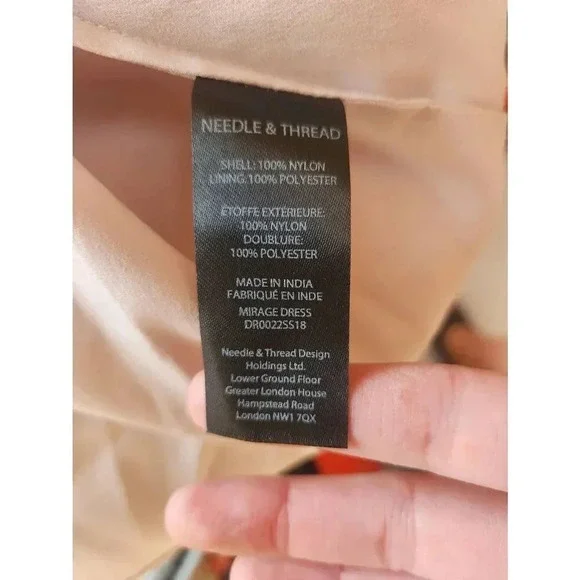 NEEDLE & THREAD
SHELL: 100% NYLON
LINING:100% POLYESTER
ETOFFE EXTERIEURE:
100% NYLON
DOUBLURE:
100% POLYESTER
MADE IN INDIA
FABRIQUÉ EN INDE
MIRAGE DRESS
DR0022SS18
Needle & Thread Design
Holdings Ltd.
Lower Ground Floor
Greater London House
Hampstead Road
London NW1 7QX